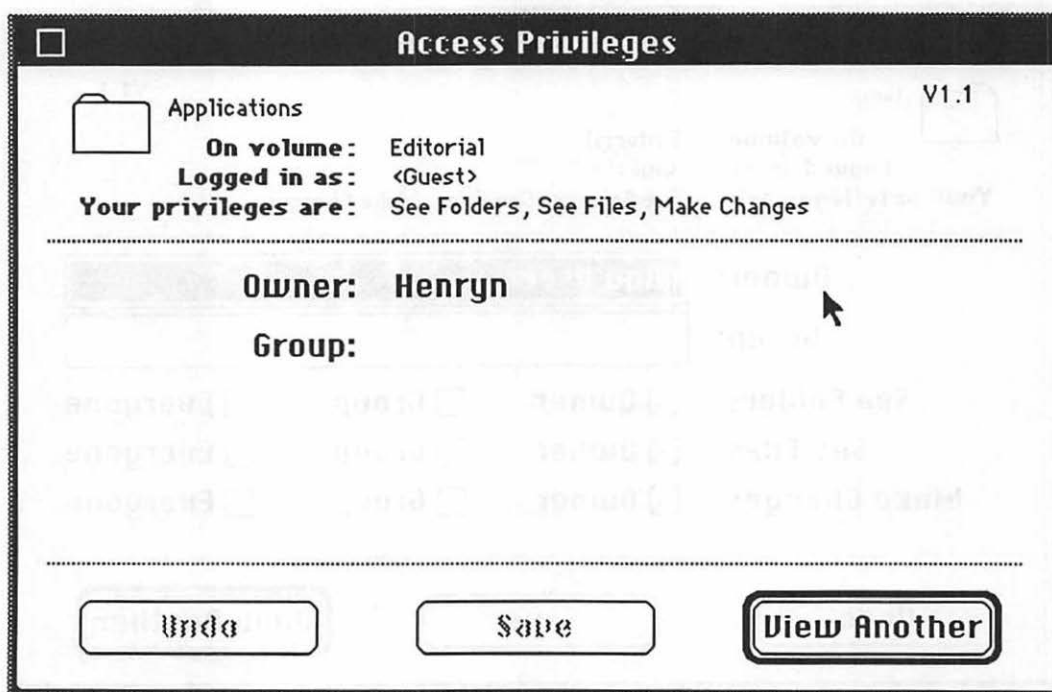 Access Privileges
V1.1
Applications
On volume: Editorial
Logged in as: <Guest>
Your privileges are: See Folders, See Files, Make Changes
Owner: Henryn
Group:
Undo Save View Another